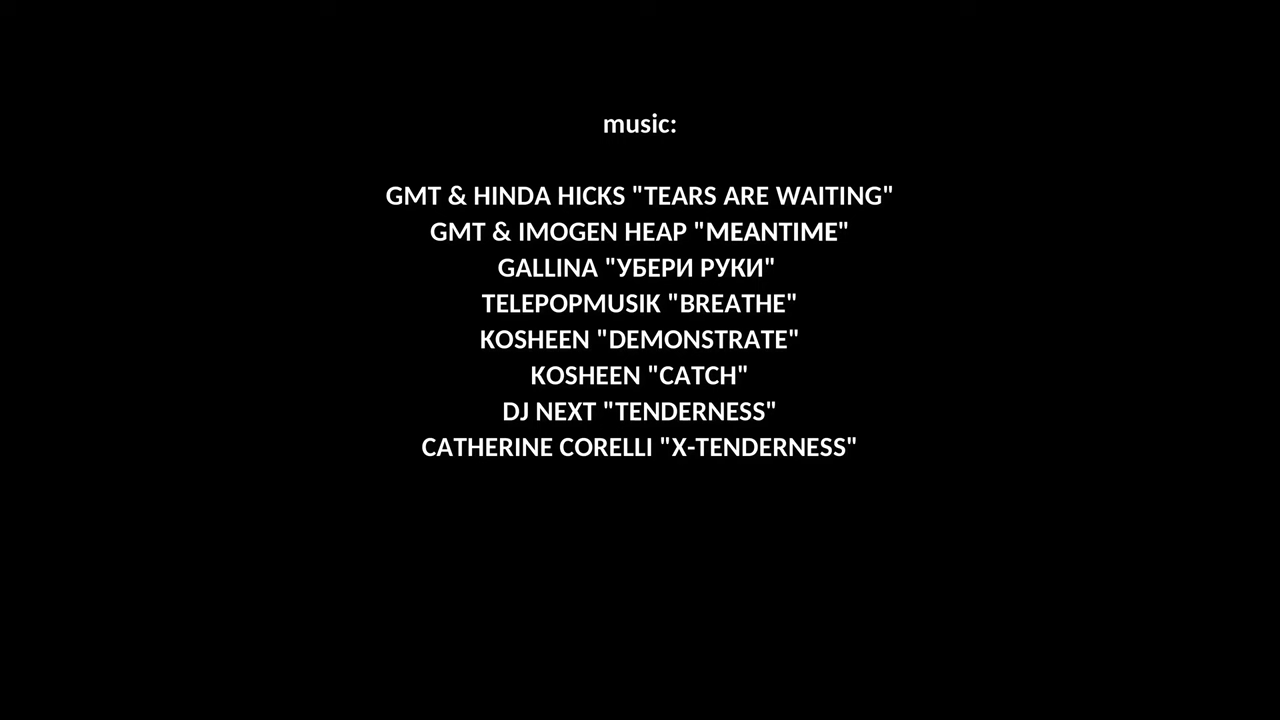 music:
GMT & HINDA HICKS "TEARS ARE WAITING"
GMT & IMOGEN HEAP "MEANTIME"
GALLINA "УБЕРИ РУКИ"
TELEPOPMUSIK "BREATHE"
KOSHEEN "DEMONSTRATE"
KOSHEEN "CATCH"
DJ NEXT "TENDERNESS"
CATHERINE CORELLI "X-TENDERNESS"